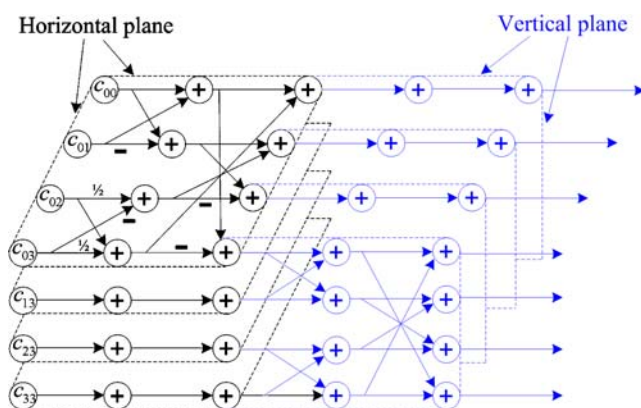 Horizontal plane
Vertical plane
c00 + + + +
c01 - + + + +
c02 ½ + - + + +
-
c03 ½ + - + + +
c13 + + + +
c23 + + + +
c33 + + + +